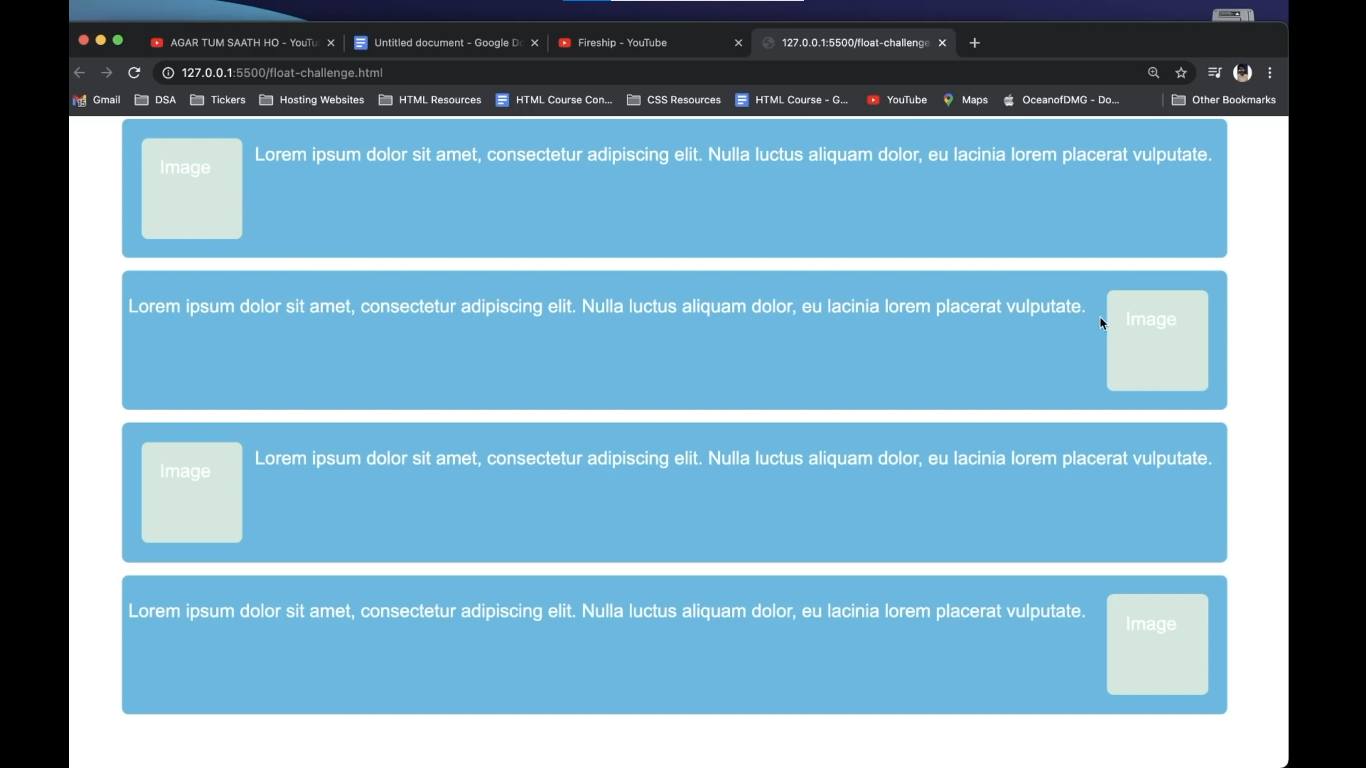 AGAR TUM SAATH HO - YouTu
Untitled document - Google Do
Fireship - YouTube
127.0.0.1:5500/float-challenge
127.0.0.1:5500/float-challenge.html
Gmail
DSA
Tickers
Hosting Websites
HTML Resources
HTML Course Con...
CSS Resources
HTML Course - G...
YouTube
Maps
OceanofDMG - Do...
Other Bookmarks
Image
Lorem ipsum dolor sit amet, consectetur adipiscing elit. Nulla luctus aliquam dolor, eu lacinia lorem placerat vulputate.
Lorem ipsum dolor sit amet, consectetur adipiscing elit. Nulla luctus aliquam dolor, eu lacinia lorem placerat vulputate.
Image
Image
Lorem ipsum dolor sit amet, consectetur adipiscing elit. Nulla luctus aliquam dolor, eu lacinia lorem placerat vulputate.
Lorem ipsum dolor sit amet, consectetur adipiscing elit. Nulla luctus aliquam dolor, eu lacinia lorem placerat vulputate.
Image